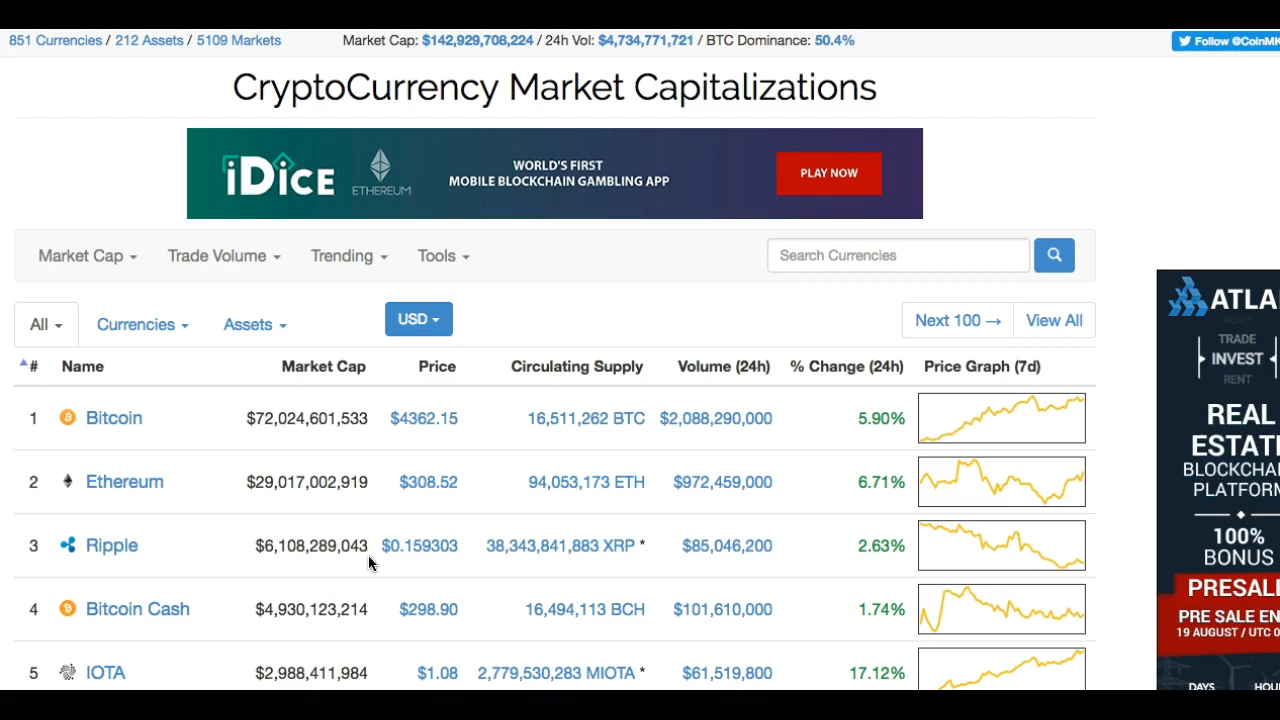 851 Currencies / 212 Assets / 5109 Markets
Market Cap: $142,929,708,224 / 24h Vol: $4,734,771,721 / BTC Dominance: 50.4%
Follow @CoinMK
CryptoCurrency Market Capitalizations
iDice
ETHEREUM
WORLD'S FIRST
MOBILE BLOCKCHAIN GAMBLING APP
PLAY NOW
Market Cap Trade Volume Trending Tools
Search Currencies
All Currencies Assets USD
Next 100 → View All
# Name Market Cap Price Circulating Supply Volume (24h) % Change (24h) Price Graph (7d)
1 Bitcoin $72,024,601,533 $4362.15 16,511,262 BTC $2,088,290,000 5.90%
2 Ethereum $29,017,002,919 $308.52 94,053,173 ETH $972,459,000 6.71%
3 Ripple $6,108,289,043 $0.159303 38,343,841,883 XRP * $85,046,200 2.63%
4 Bitcoin Cash $4,930,123,214 $298.90 16,494,113 BCH $101,610,000 1.74%
5 IOTA $2,988,411,984 $1.08 2,779,530,283 MIOTA * $61,519,800 17.12%
ATLA
TRADE
INVEST
RENT
REAL
ESTATE
BLOCKCHAI
PLATFORM
100%
BONUS
PRESALE
PRE SALE EN
19 AUGUST / UTC 0
DAYS HOU